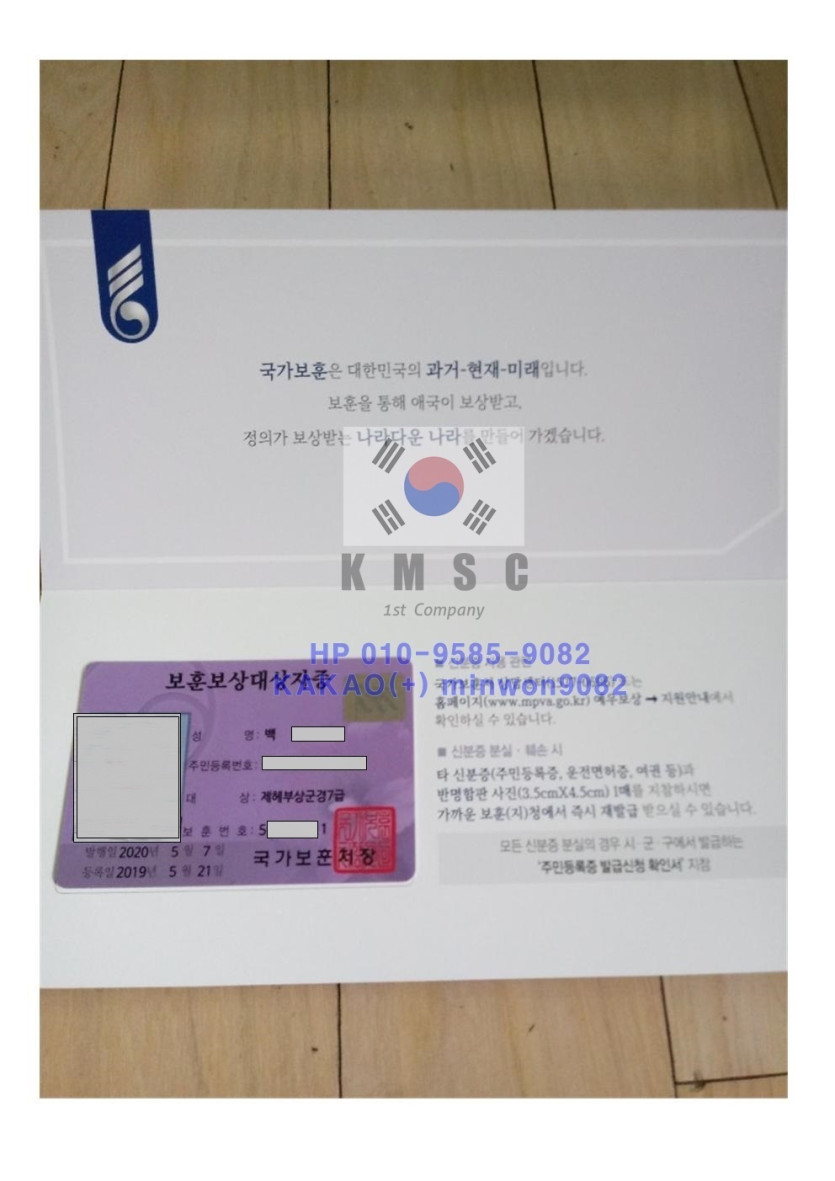 국가보훈은 대한민국의 과거-현재-미래입니다.
보훈을 통해 애국이 보상받고,
정의가 보상받는 나라다운 나라를 만들어 가겠습니다.
K M S C
1st Company
HP 010-9585-9082
KAKAO(+) minwon9082
보훈보상대상자증
성 명: 백
주민등록번호:
대 상: 재해부상군경7급
보 훈 번 호: 5 1
발행일 2020년 5 월 7 일
등록일 2019년 5 월 21일
국가보훈처장
■ 신분증 사용 관련
홈페이지(www.mpva.go.kr) 예우보상 → 지원안내에서
확인하실 수 있습니다.
■ 신분증 분실 · 훼손 시
타 신분증(주민등록증, 운전면허증, 여권 등)과
반명함판 사진(3.5cmX4.5cm) 1매를 지참하시면
가까운 보훈(지)청에서 즉시 재발급 받으실 수 있습니다.
모든 신분증 분실의 경우 시·군·구에서 발급하는
'주민등록증 발급신청 확인서' 지참